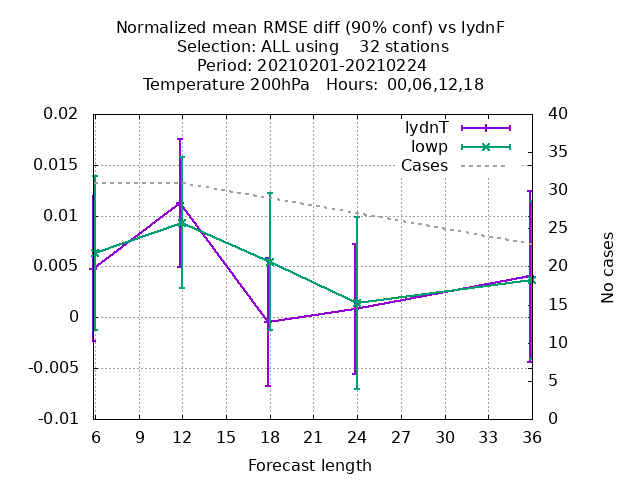 Normalized mean RMSE diff (90% conf) vs lydnF
Selection: ALL using    32 stations
Period: 20210201-20210224
Temperature 200hPa   Hours: 00,06,12,18
0.02
0.015
0.01
0.005
0
-0.005
-0.01
40
35
30
25
20
15
10
5
0
lydnT
lowp
Cases
No cases
6 9 12 15 18 21 24 27 30 33 36
Forecast length